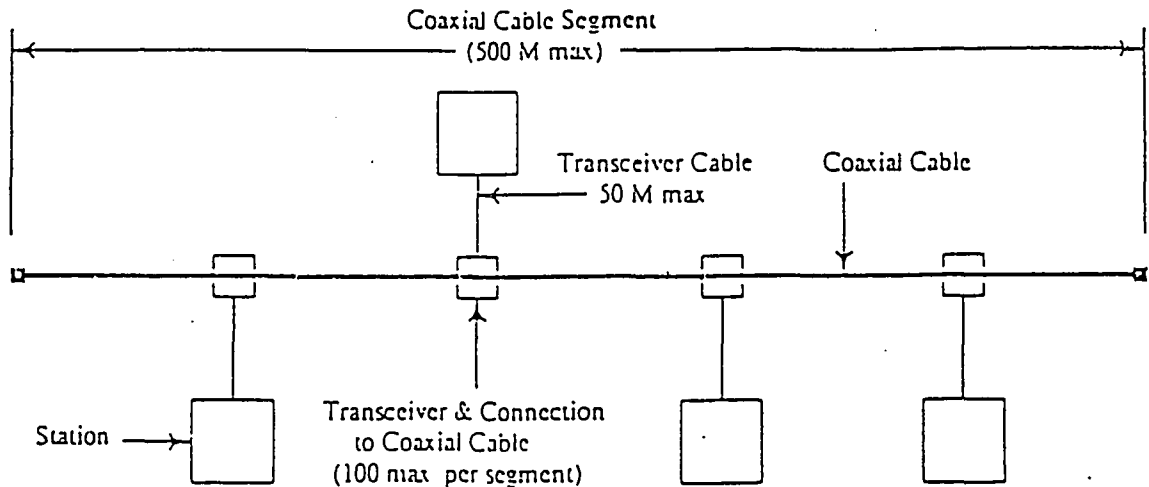 Coaxial Cable Segment
(500 M max)
Transceiver Cable
50 M max
Coaxial Cable
Station
Transceiver & Connection
to Coaxial Cable
(100 max per segment)